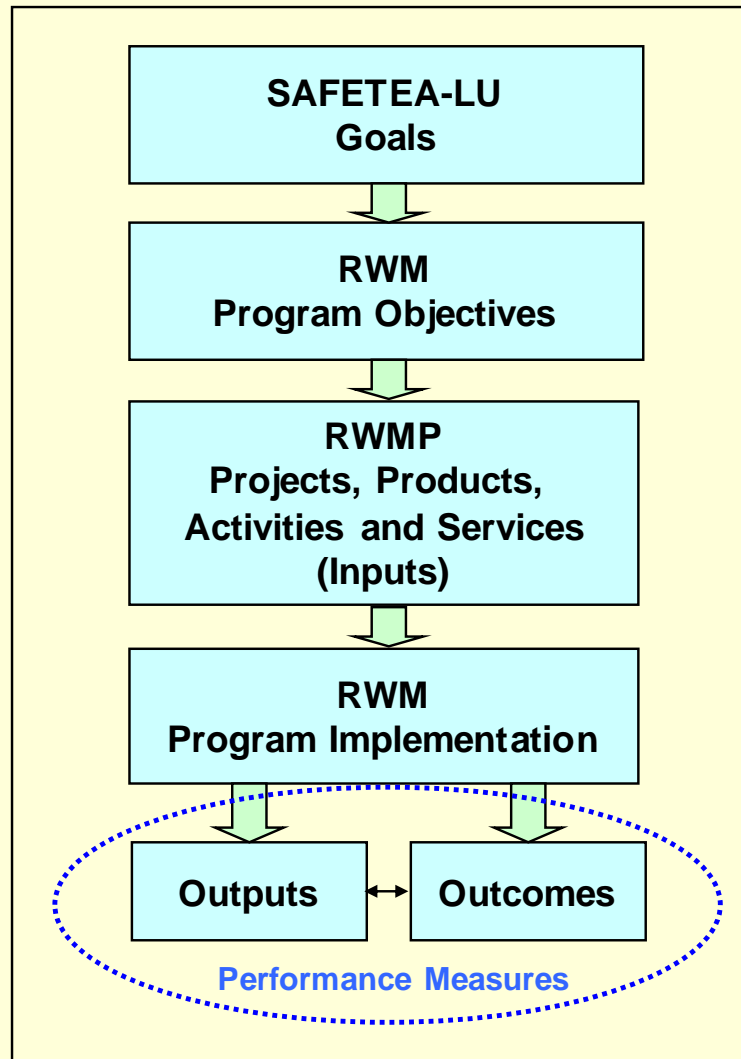 SAFETEA-LU
Goals
RWM
Program Objectives
RWMP
Projects, Products,
Activities and Services
(Inputs)
RWM
Program Implementation
Outputs
Outcomes
Performance Measures